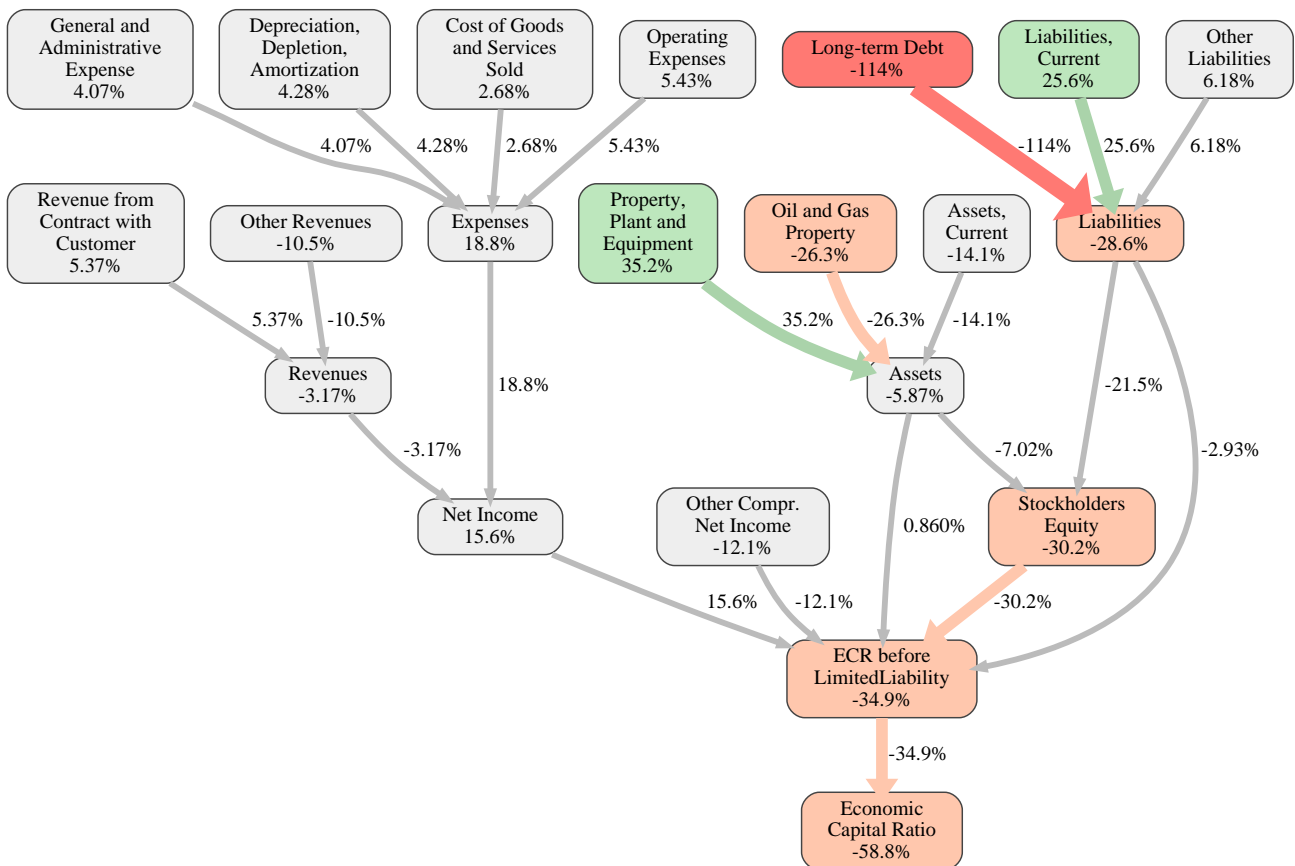 General and
Administrative
Expense
4.07%
Depreciation,
Depletion,
Amortization
4.28%
Cost of Goods
and Services
Sold
2.68%
Operating
Expenses
5.43%
Long-term Debt
-114%
Liabilities,
Current
25.6%
Other
Liabilities
6.18%
4.07%
4.28%
2.68%
5.43%
-114%
25.6%
6.18%
Revenue from
Contract with
Customer
5.37%
Other Revenues
-10.5%
Expenses
18.8%
Property,
Plant and
Equipment
35.2%
Oil and Gas
Property
-26.3%
Assets,
Current
-14.1%
Liabilities
-28.6%
5.37%
-10.5%
35.2%
-26.3%
-14.1%
Revenues
-3.17%
18.8%
Assets
-5.87%
-21.5%
-3.17%
-7.02%
-2.93%
Net Income
15.6%
Other Compr.
Net Income
-12.1%
0.860%
Stockholders
Equity
-30.2%
15.6%
-12.1%
-30.2%
ECR before
LimitedLiability
-34.9%
-34.9%
Economic
Capital Ratio
-58.8%